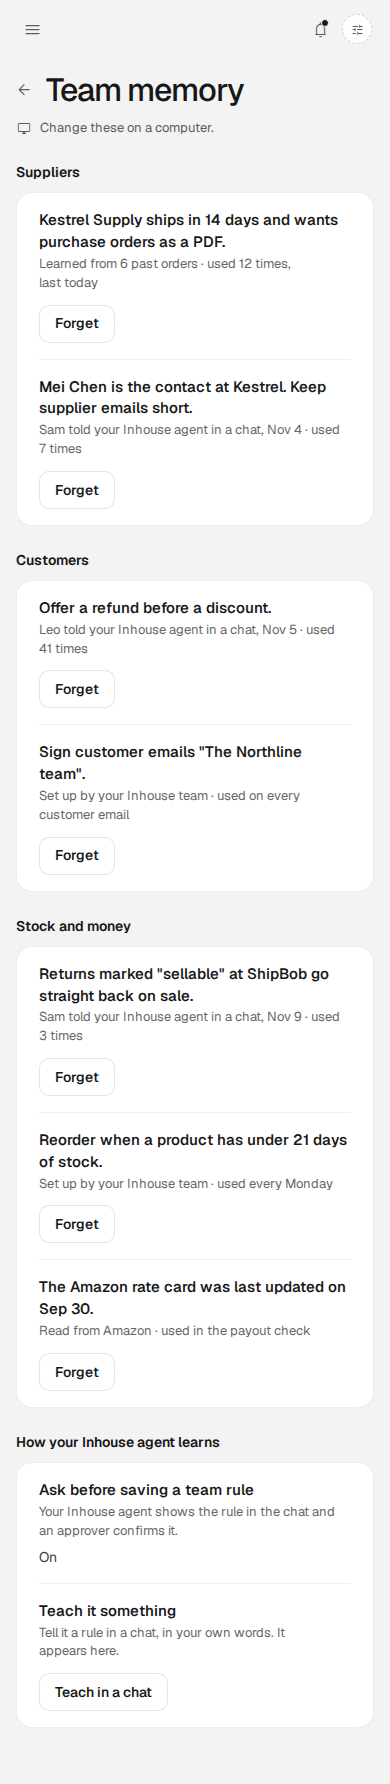 Team memory
Change these on a computer.
Suppliers
Kestrel Supply ships in 14 days and wants
purchase orders as a PDF.
Learned from 6 past orders · used 12 times,
last today
Forget
Mei Chen is the contact at Kestrel. Keep
supplier emails short.
Sam told your Inhouse agent in a chat, Nov 4 · used
7 times
Forget
Customers
Offer a refund before a discount.
Leo told your Inhouse agent in a chat, Nov 5 · used
41 times
Forget
Sign customer emails "The Northline
team".
Set up by your Inhouse team · used on every
customer email
Forget
Stock and money
Returns marked "sellable" at ShipBob go
straight back on sale.
Sam told your Inhouse agent in a chat, Nov 9 · used
3 times
Forget
Reorder when a product has under 21 days
of stock.
Set up by your Inhouse team · used every Monday
Forget
The Amazon rate card was last updated on
Sep 30.
Read from Amazon · used in the payout check
Forget
How your Inhouse agent learns
Ask before saving a team rule
Your Inhouse agent shows the rule in the chat and
an approver confirms it.
On
Teach it something
Tell it a rule in a chat, in your own words. It
appears here.
Teach in a chat